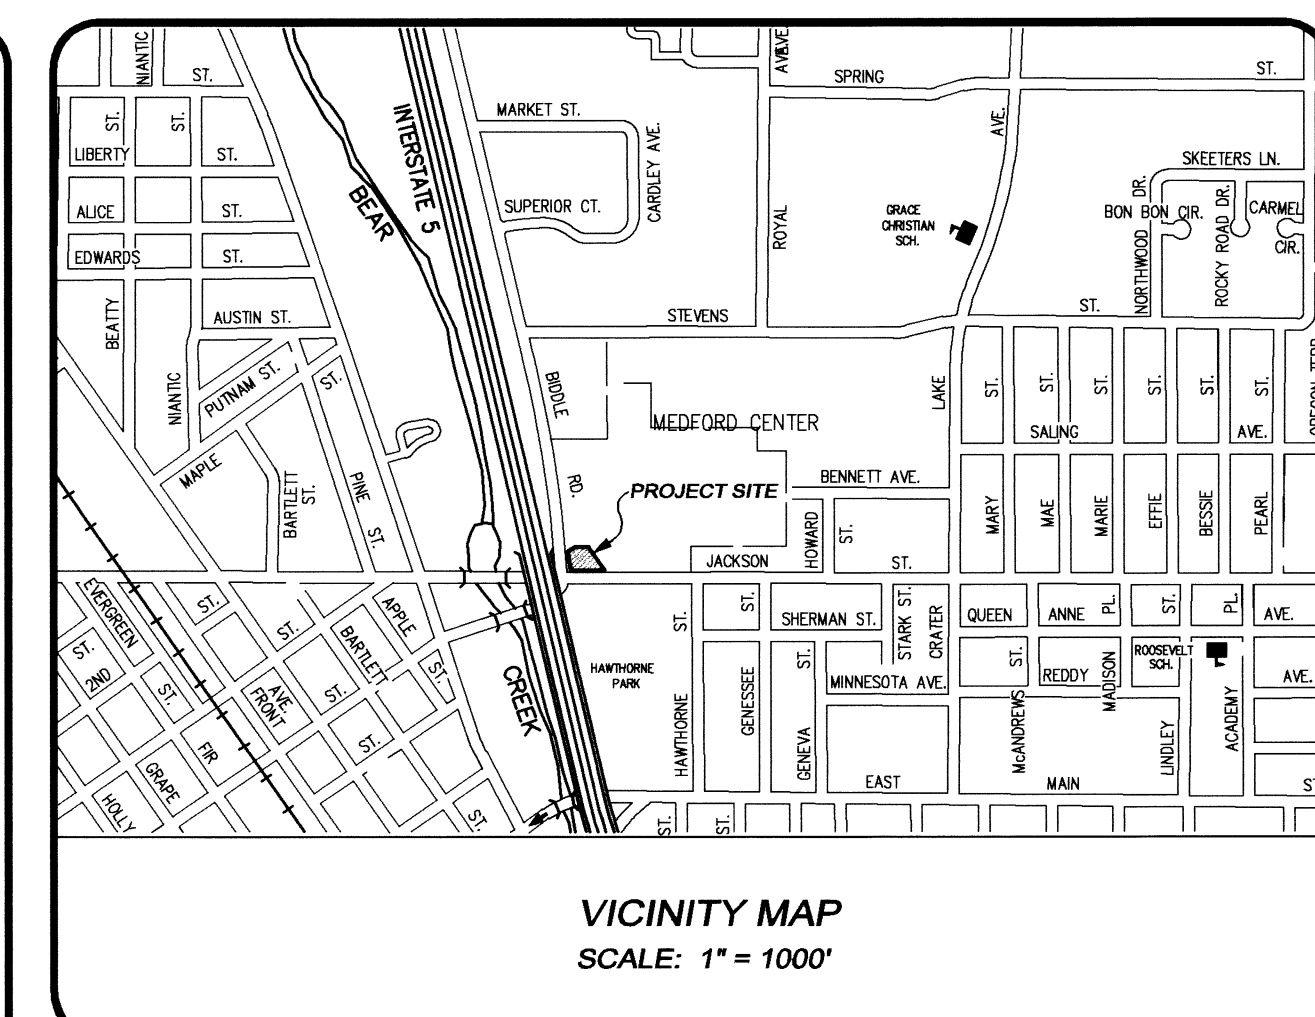 NIANTIC
ST.
AVE.
AVE.
SPRING
ST.
MARKET ST.
INTERSTATE 5
ST.
ST.
CARDLEY AVE.
AVE.
LIBERTY
ST.
SKEETERS LN.
BEAR
ALICE
ST.
SUPERIOR CT.
ROYAL
GRACE
CHRISTIAN
SCH.
NORTHWOOD DR.
BON BON CIR.
ROCKY ROAD DR.
CARMEL
CIR.
EDWARDS
ST.
BEATTY
AUSTIN ST.
STEVENS
ST.
NIANTIC
PUTNAM ST.
ST.
BIDDLE
MEDFORD CENTER
LAKE
ST.
ST.
ST.
ST.
ST.
ST.
SALING
AVE.
MAPLE
BARTLETT
ST.
PINE
ST.
RD.
PROJECT SITE
BENNETT AVE.
HOWARD
ST.
MARY
MAE
MARIE
EFFIE
BESSIE
PEARL
JACKSON
ST.
EVERGREEN
ST.
ST.
APPLE
ST.
BARTLETT
ST.
ST.
2ND
ST.
AVE.
FRONT
ST.
FIR
GRAPE
HOLLY
ST.
CREEK
HAWTHORNE
PARK
ST.
HAWTHORNE
ST.
GENESSEE
SHERMAN ST.
ST.
GENEVA
STARK ST.
CRATER
MINNESOTA AVE.
QUEEN
ANNE
PL.
ST.
PL.
AVE.
ST.
McANDREWS
REDDY
MADISON
ROOSEVELT
SCH.
LINDLEY
ACADEMY
AVE.
EAST
MAIN
ST.
ST.
VICINITY MAP
SCALE: 1" = 1000'